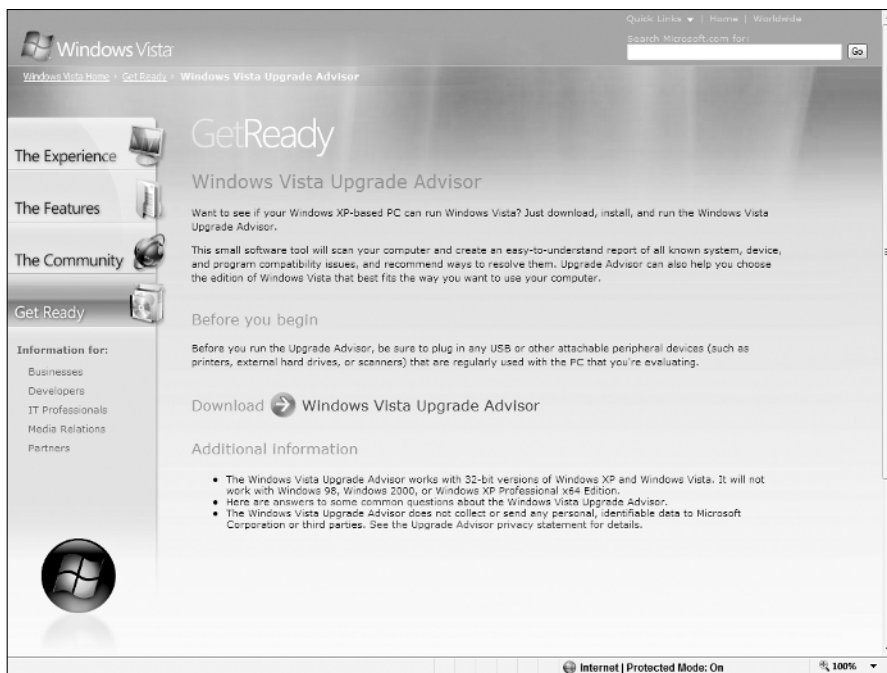 Quick Links | Home | Worldwide
Search Microsoft.com for:
Go
Windows Vista
Windows Vista Home › Get Ready › Windows Vista Upgrade Advisor
The Experience
The Features
The Community
Get Ready
Information for:
Businesses
Developers
IT Professionals
Media Relations
Partners
GetReady
Windows Vista Upgrade Advisor
Want to see if your Windows XP-based PC can run Windows Vista? Just download, install, and run the Windows Vista
Upgrade Advisor.
This small software tool will scan your computer and create an easy-to-understand report of all known system, device,
and program compatibility issues, and recommend ways to resolve them. Upgrade Advisor can also help you choose
the edition of Windows Vista that best fits the way you want to use your computer.
Before you begin
Before you run the Upgrade Advisor, be sure to plug in any USB or other attachable peripheral devices (such as
printers, external hard drives, or scanners) that are regularly used with the PC that you're evaluating.
Download Windows Vista Upgrade Advisor
Additional information
• The Windows Vista Upgrade Advisor works with 32-bit versions of Windows XP and Windows Vista. It will not
work with Windows 98, Windows 2000, or Windows XP Professional x64 Edition.
• Here are answers to some common questions about the Windows Vista Upgrade Advisor.
• The Windows Vista Upgrade Advisor does not collect or send any personal, identifiable data to Microsoft
Corporation or third parties. See the Upgrade Advisor privacy statement for details.
Internet | Protected Mode: On
100%